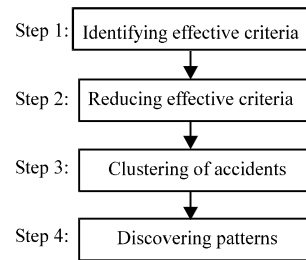 Step 1: Identifying effective criteria
Step 2: Reducing effective criteria
Step 3: Clustering of accidents
Step 4: Discovering patterns